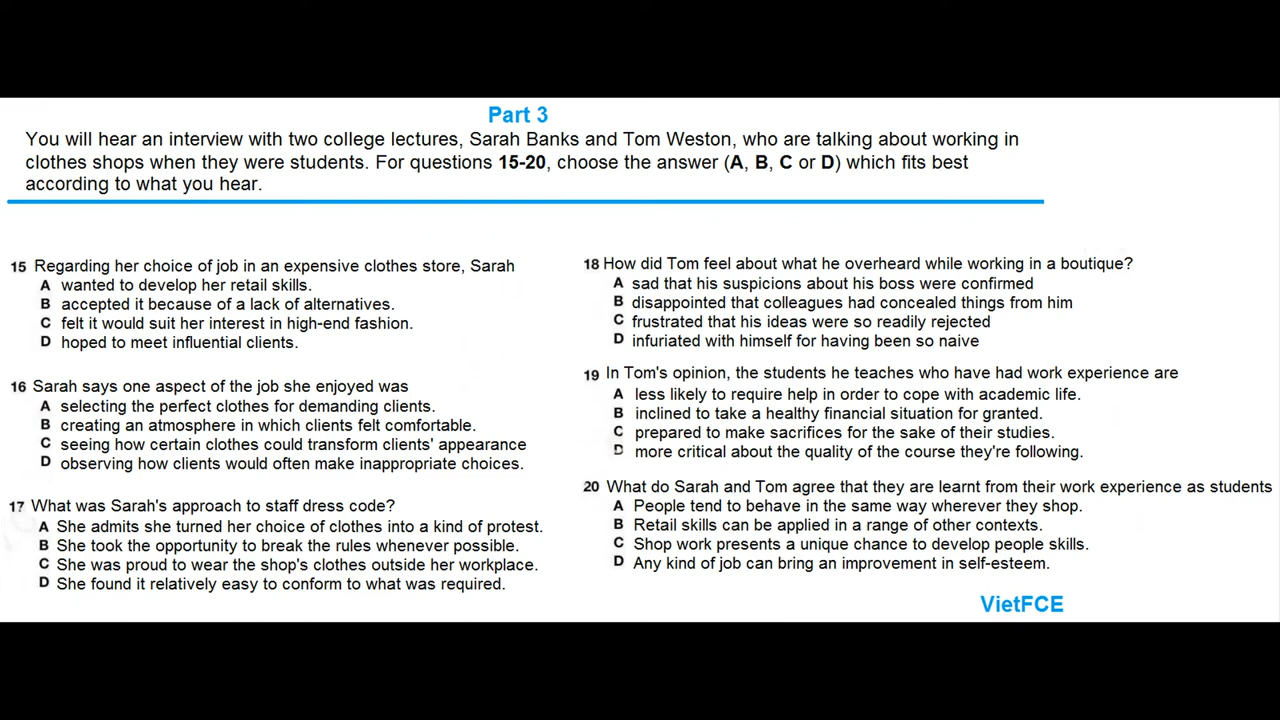 Part 3
You will hear an interview with two college lectures, Sarah Banks and Tom Weston, who are talking about working in
clothes shops when they were students. For questions 15-20, choose the answer (A, B, C or D) which fits best
according to what you hear.
15 Regarding her choice of job in an expensive clothes store, Sarah
A wanted to develop her retail skills.
B accepted it because of a lack of alternatives.
C felt it would suit her interest in high-end fashion.
D hoped to meet influential clients.
16 Sarah says one aspect of the job she enjoyed was
A selecting the perfect clothes for demanding clients.
B creating an atmosphere in which clients felt comfortable.
C seeing how certain clothes could transform clients' appearance
D observing how clients would often make inappropriate choices.
17 What was Sarah's approach to staff dress code?
A She admits she turned her choice of clothes into a kind of protest.
B She took the opportunity to break the rules whenever possible.
C She was proud to wear the shop's clothes outside her workplace.
D She found it relatively easy to conform to what was required.
18 How did Tom feel about what he overheard while working in a boutique?
A sad that his suspicions about his boss were confirmed
B disappointed that colleagues had concealed things from him
C frustrated that his ideas were so readily rejected
D infuriated with himself for having been so naive
19 In Tom's opinion, the students he teaches who have had work experience are
A less likely to require help in order to cope with academic life.
B inclined to take a healthy financial situation for granted.
C prepared to make sacrifices for the sake of their studies.
D more critical about the quality of the course they're following.
20 What do Sarah and Tom agree that they are learnt from their work experience as students
A People tend to behave in the same way wherever they shop.
B Retail skills can be applied in a range of other contexts.
C Shop work presents a unique chance to develop people skills.
D Any kind of job can bring an improvement in self-esteem.
VietFCE